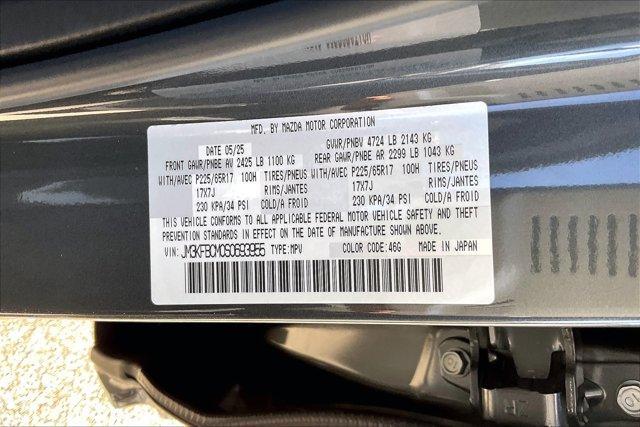 MFD. BY MAZDA MOTOR CORPORATION
DATE 05/25 GVWR/PNBV 4724 LB 2143 KG
FRONT GAWR/PNBE AV 2425 LB 1100 KG REAR GAWR/PNBE AR 2299 LB 1043 KG
WITH/AVEC P225/65R17 100H TIRES/PNEUS WITH/AVEC P225/65R17 100H TIRES/PNEUS
17X7J RIMS/JANTES 17X7J RIMS/JANTES
230 KPA/34 PSI COLD/A FROID 230 KPA/34 PSI COLD/A FROID
THIS VEHICLE CONFORMS TO ALL APPLICABLE FEDERAL MOTOR VEHICLE SAFETY AND THEFT
PREVENTION STANDARDS IN EFFECT ON THE DATE OF MANUFACTURE SHOWN ABOVE.
VIN: JM3KFBCM0S0693955 TYPE:MPV COLOR CODE:46G MADE IN JAPAN